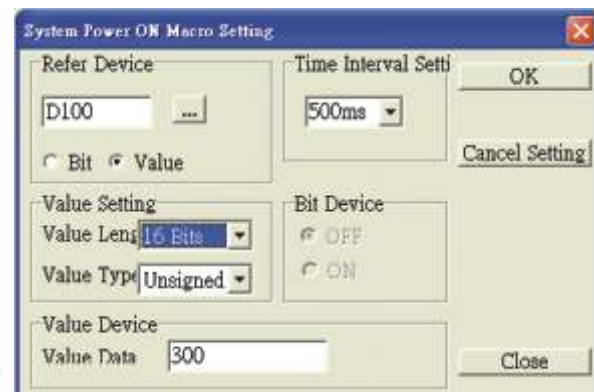 System Power ON Macro Setting
Refer Device
D100
...
Bit
Value
Time Interval Setti
500ms
OK
Cancel Setting
Value Setting
Value Leng
16 Bits
Value Type
Unsigned
Bit Device
OFF
ON
Value Device
Value Data
300
Close